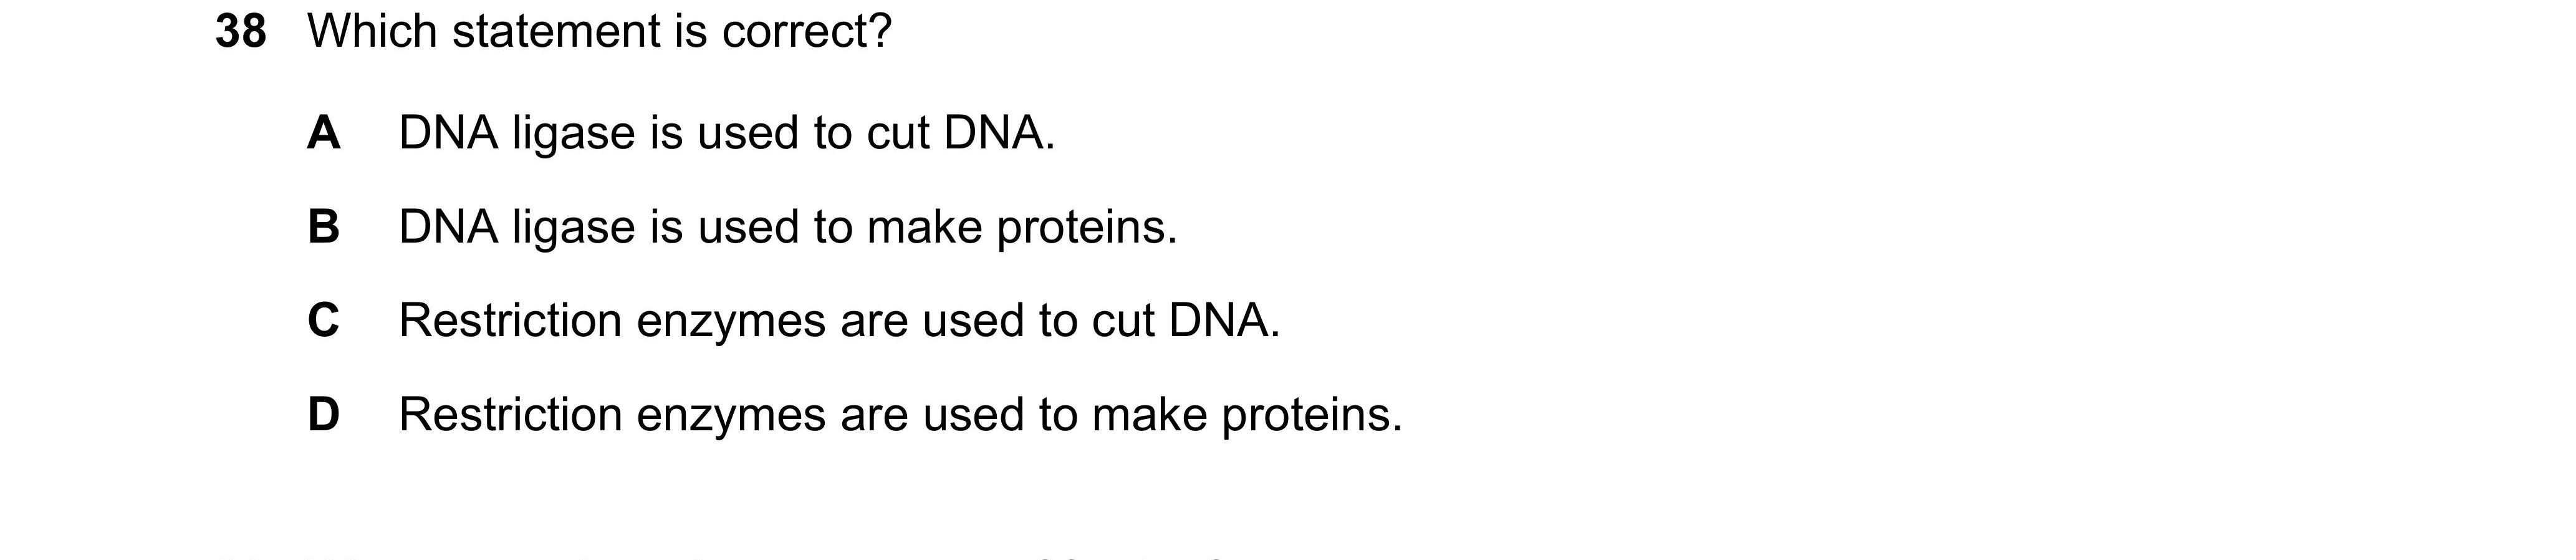 38 Which statement is correct?
A DNA ligase is used to cut DNA.
B DNA ligase is used to make proteins.
C Restriction enzymes are used to cut DNA.
D Restriction enzymes are used to make proteins.